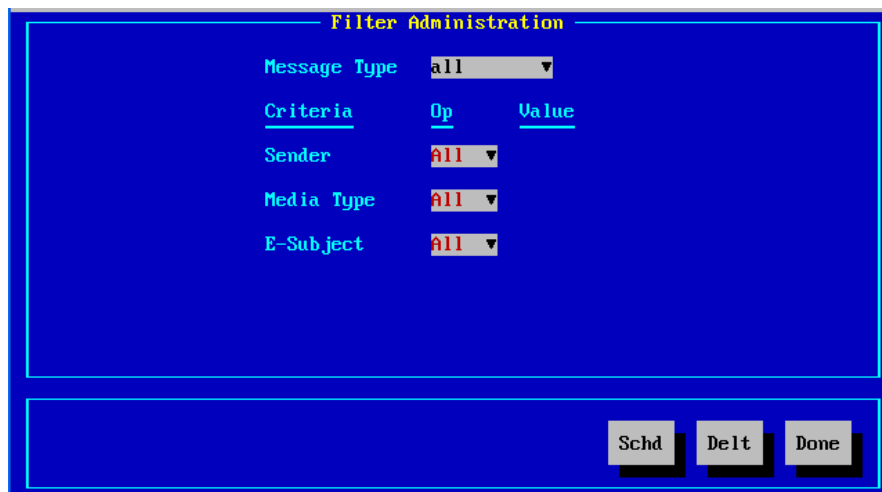 Filter Administration
Message Type all
Criteria Op Value
Sender All
Media Type All
E-Subject All
Schd Delt Done